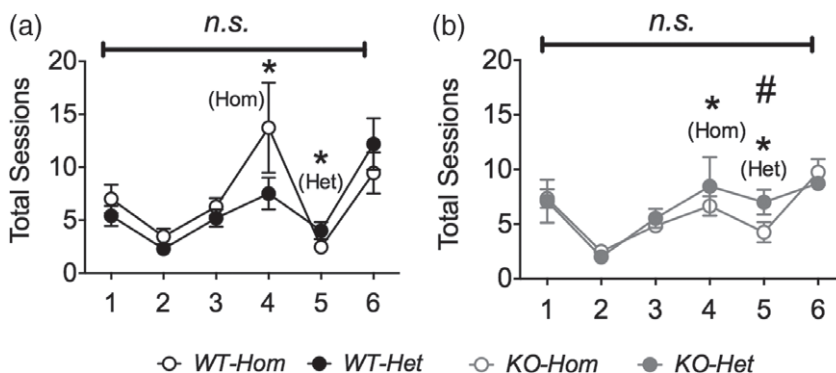 (a)
n.s.
Total Sessions
20
15
10
5
0
*
(Hom)
*
(Het)
1 2 3 4 5 6
(b)
n.s.
Total Sessions
20
15
10
5
0
*
(Hom)
#
*
(Het)
1 2 3 4 5 6
WT-Hom WT-Het KO-Hom KO-Het